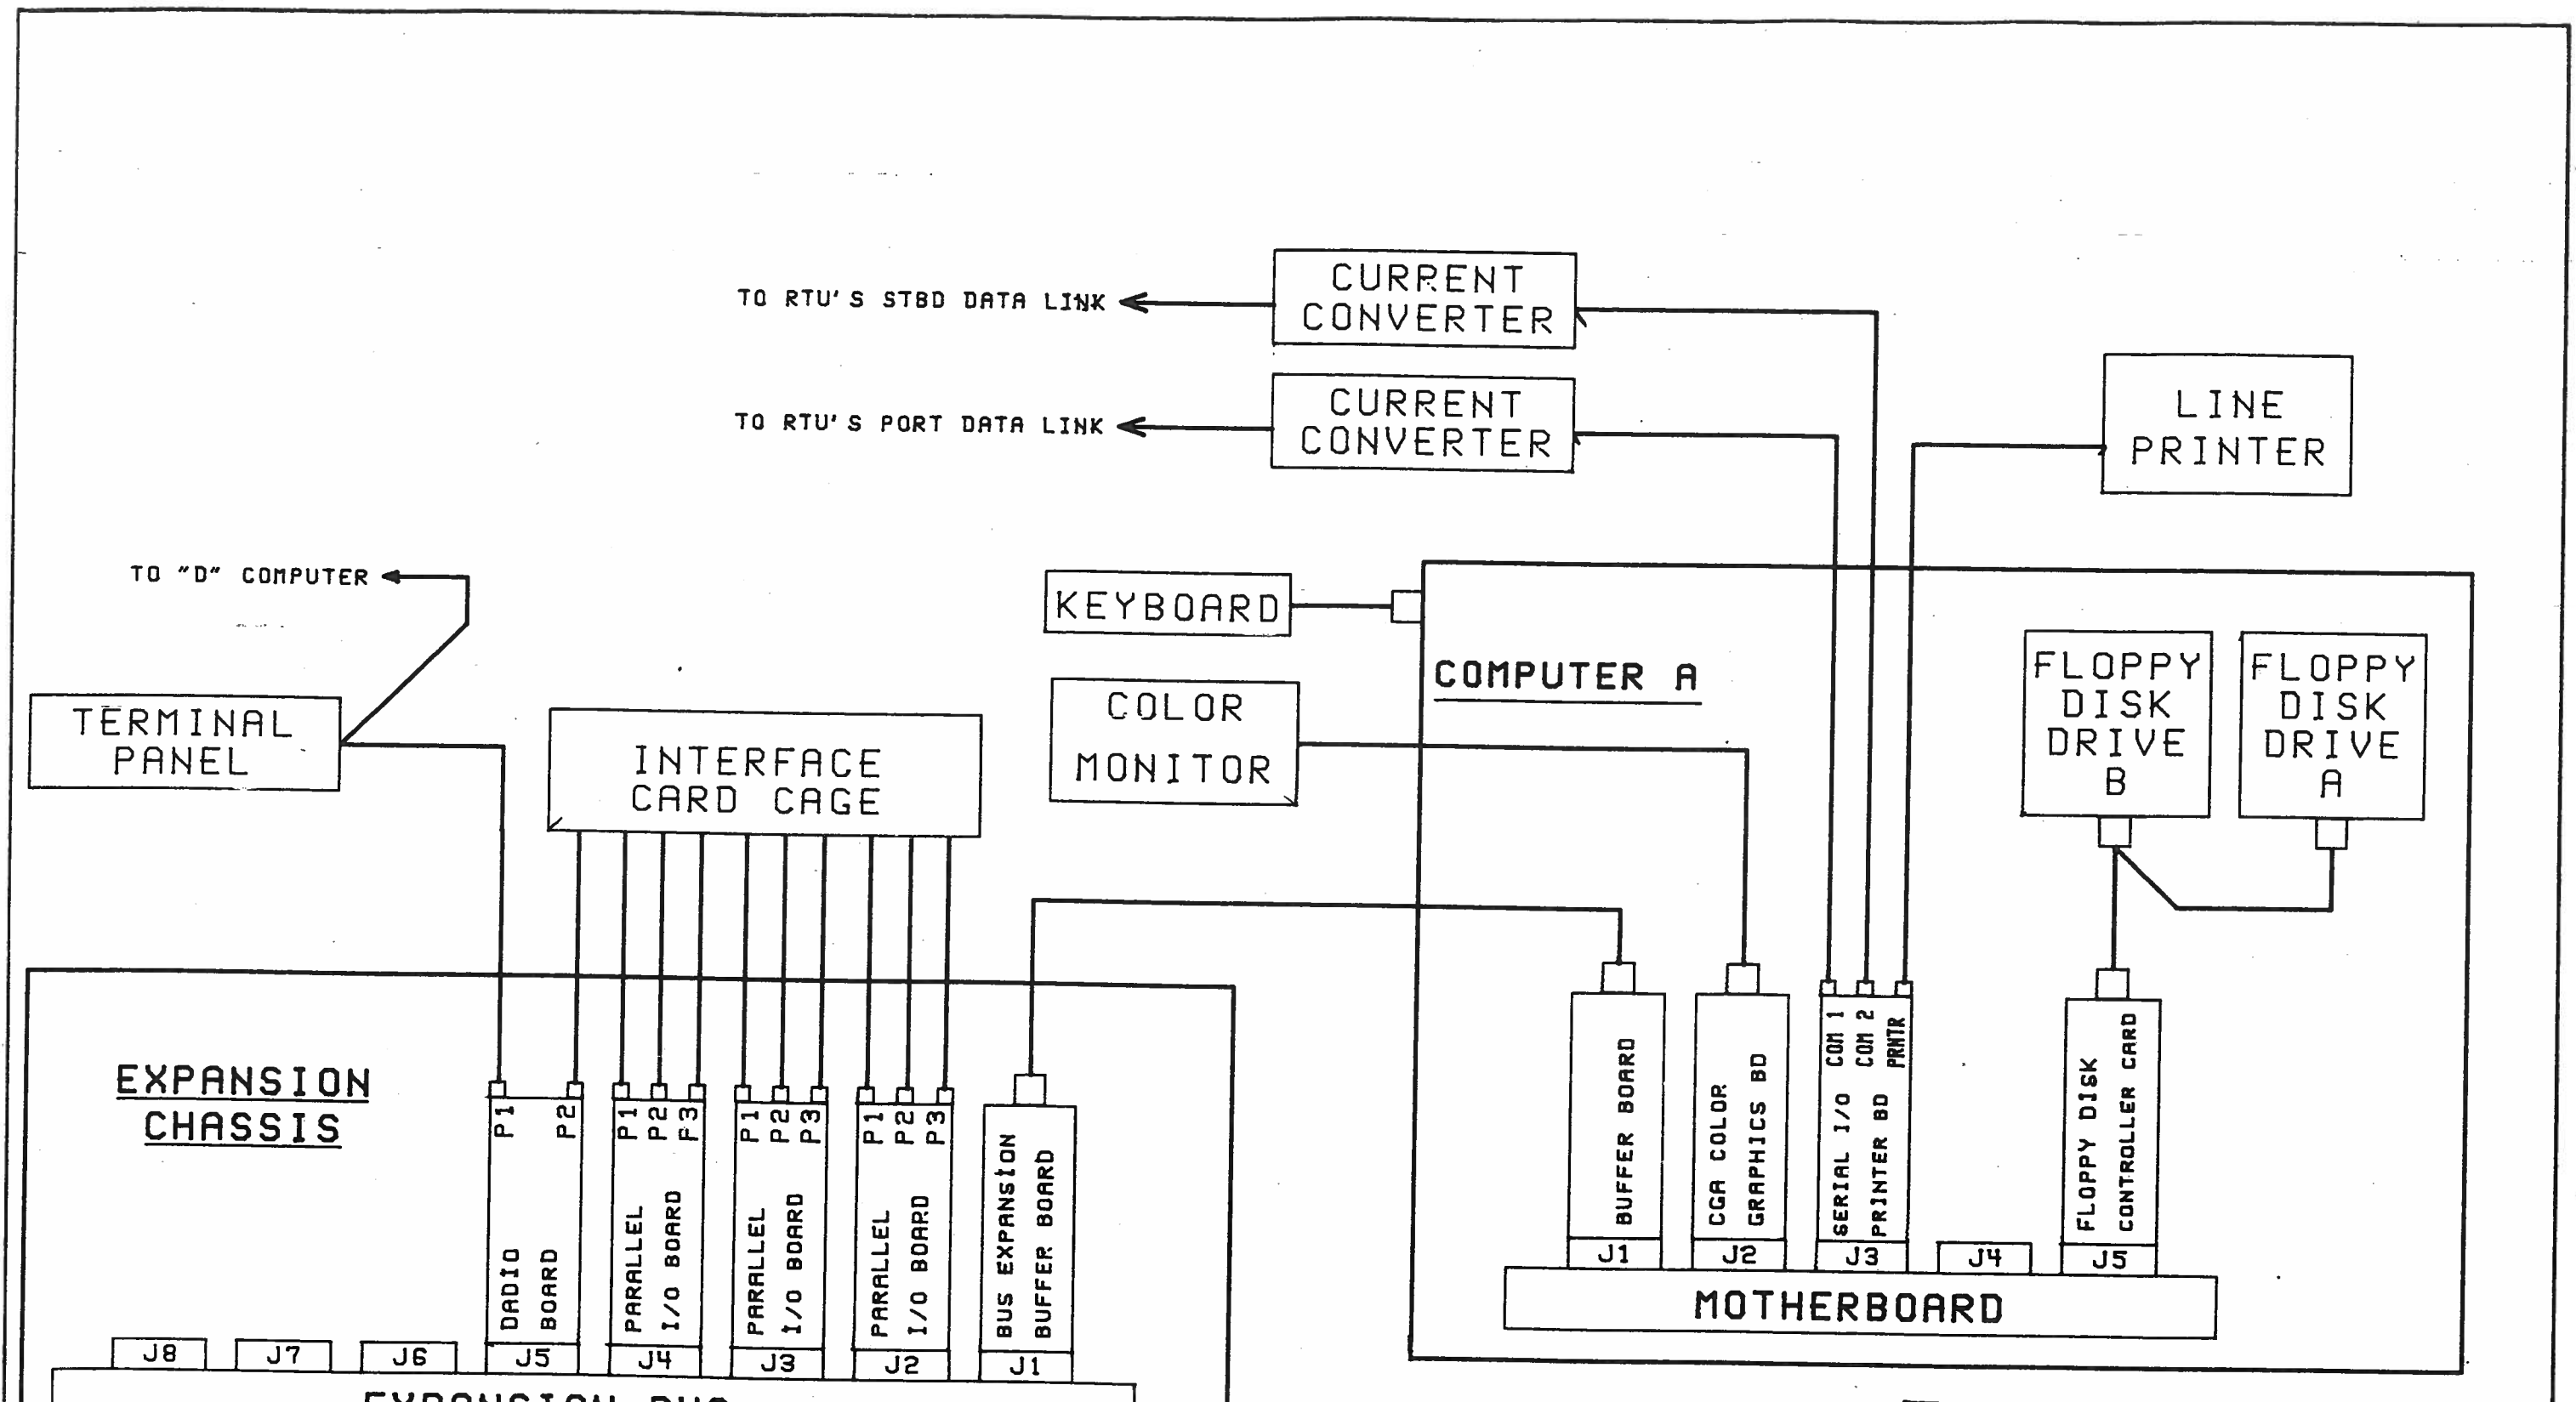 TO RTU'S STBD DATA LINK
CURRENT
CONVERTER
TO RTU'S PORT DATA LINK
CURRENT
CONVERTER
LINE
PRINTER
TO "D" COMPUTER
KEYBOARD
COMPUTER A
TERMINAL
PANEL
INTERFACE
CARD CAGE
COLOR
MONITOR
FLOPPY
DISK
DRIVE
B
FLOPPY
DISK
DRIVE
A
EXPANSION
CHASSIS
P1
P2
DADIO
BOARD
J5
P1
P2
P3
PARALLEL
I/O BOARD
J4
P1
P2
P3
PARALLEL
I/O BOARD
J3
P1
P2
P3
PARALLEL
I/O BOARD
J2
BUS EXPANSION
BUFFER BOARD
J1
J8
J7
J6
BUFFER BOARD
J1
CGA COLOR
GRAPHICS BD
J2
COM 1
COM 2
PRNTR
SERIAL I/O
PRINTER BD
J3
J4
FLOPPY DISK
CONTROLLER CARD
J5
MOTHERBOARD